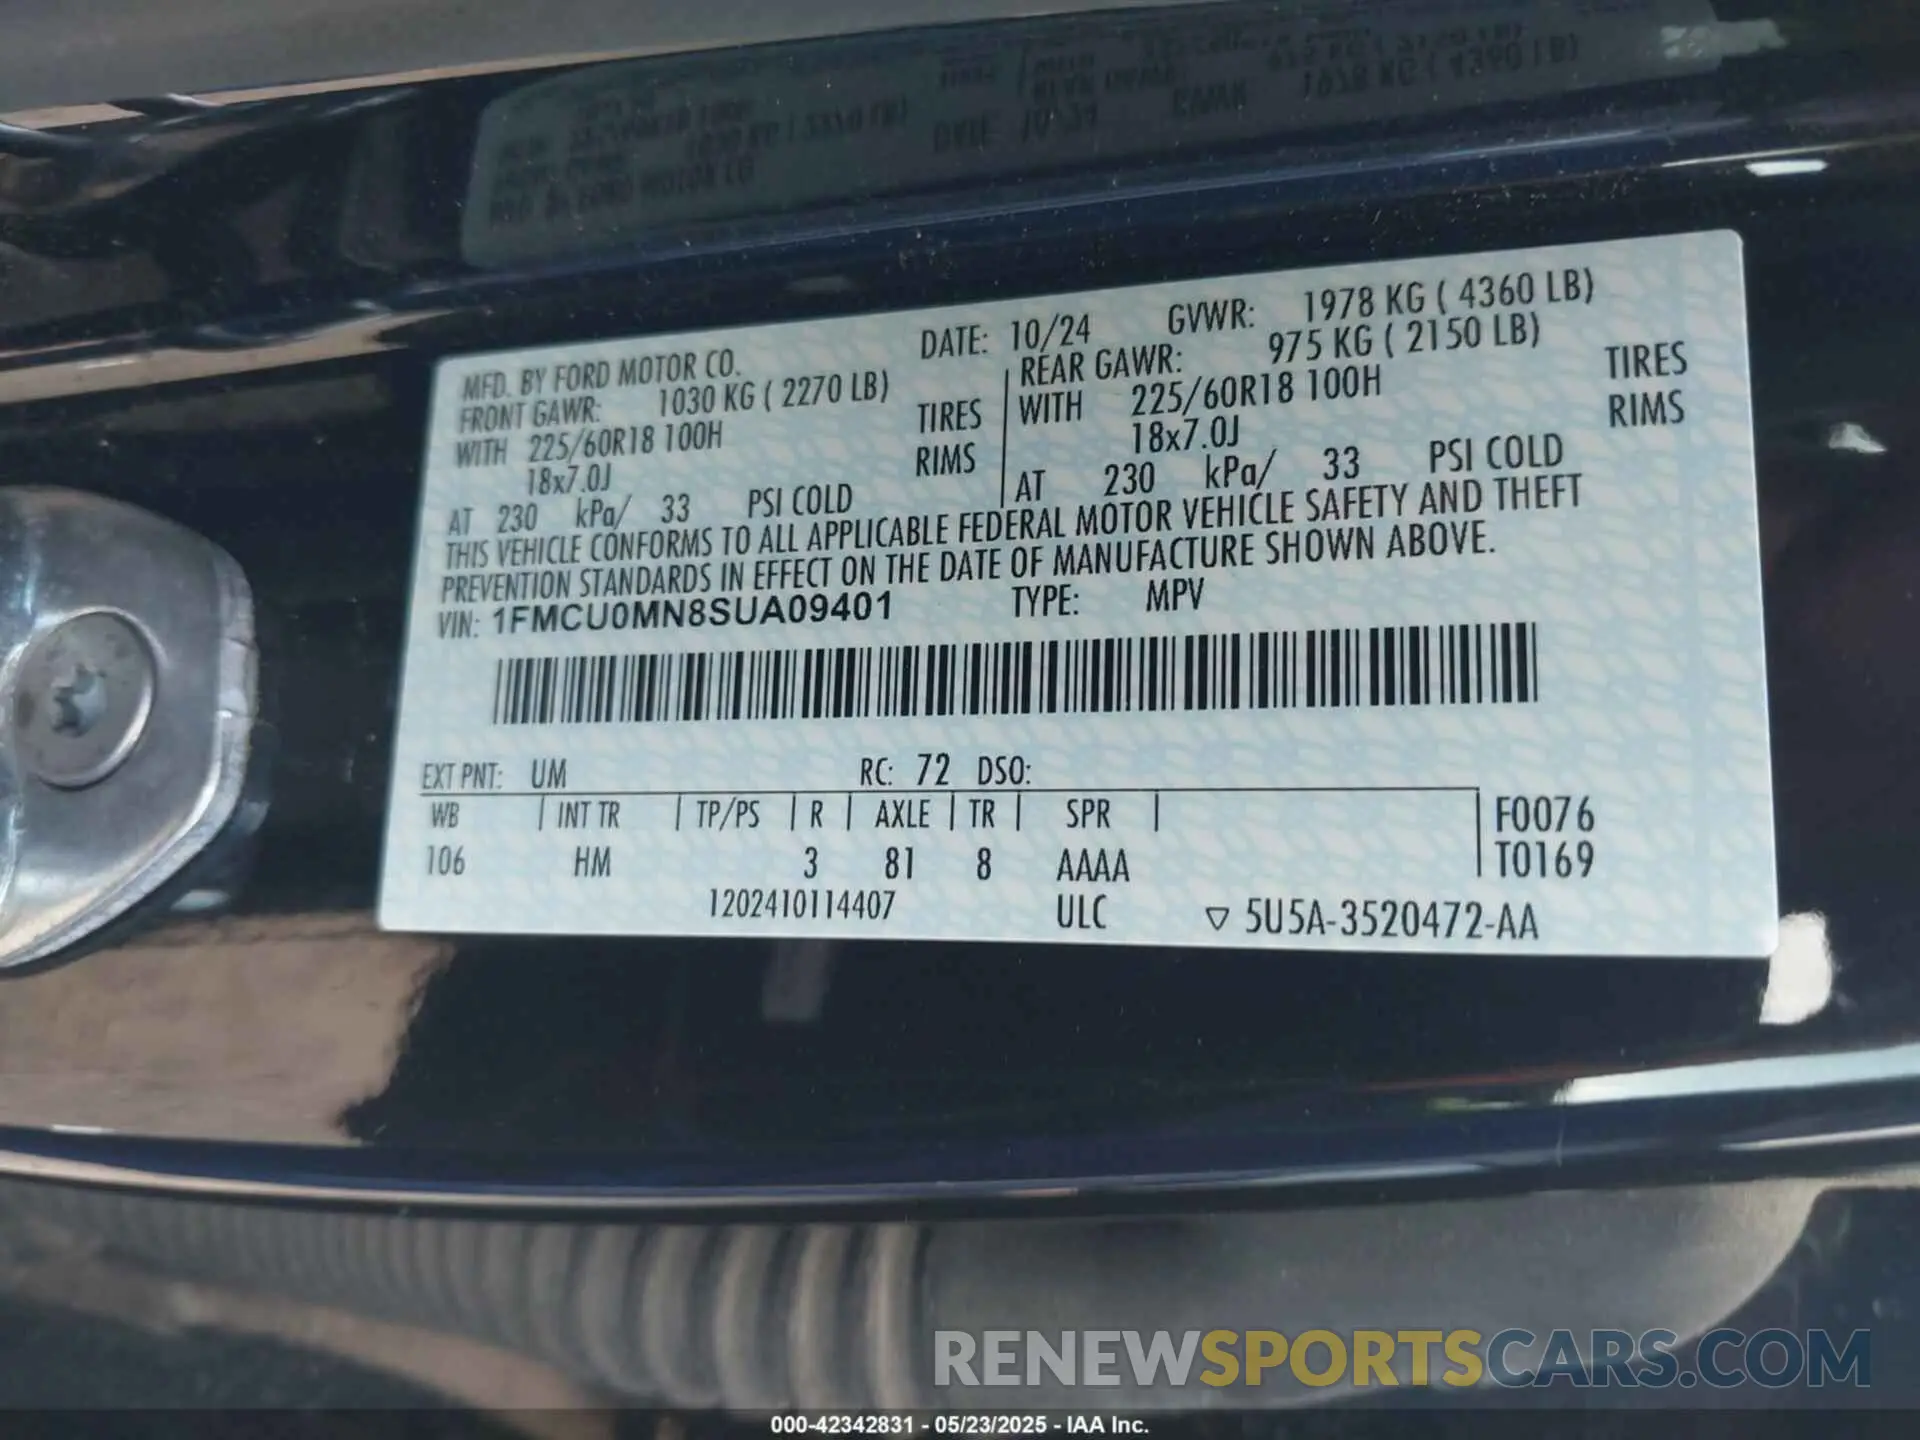 MFD. BY FORD MOTOR CO. DATE: 10/24 GVWR: 1978 KG ( 4360 LB)
FRONT GAWR: 1030 KG ( 2270 LB) REAR GAWR: 975 KG ( 2150 LB)
WITH 225/60R18 100H TIRES WITH 225/60R18 100H TIRES
18x7.0J RIMS 18x7.0J RIMS
AT 230 kPa/ 33 PSI COLD AT 230 kPa/ 33 PSI COLD
THIS VEHICLE CONFORMS TO ALL APPLICABLE FEDERAL MOTOR VEHICLE SAFETY AND THEFT
PREVENTION STANDARDS IN EFFECT ON THE DATE OF MANUFACTURE SHOWN ABOVE.
VIN: 1FMCU0MN8SUA09401 TYPE: MPV
EXT PNT: UM RC: 72 DSO:
WB | INT TR | TP/PS | R | AXLE | TR | SPR | F0076
106 HM 3 81 8 AAAA T0169
1202410114407 ULC ▽ 5U5A-3520472-AA
RENEWSPORTSCARS.COM
000-42342831 - 05/23/2025 - IAA Inc.